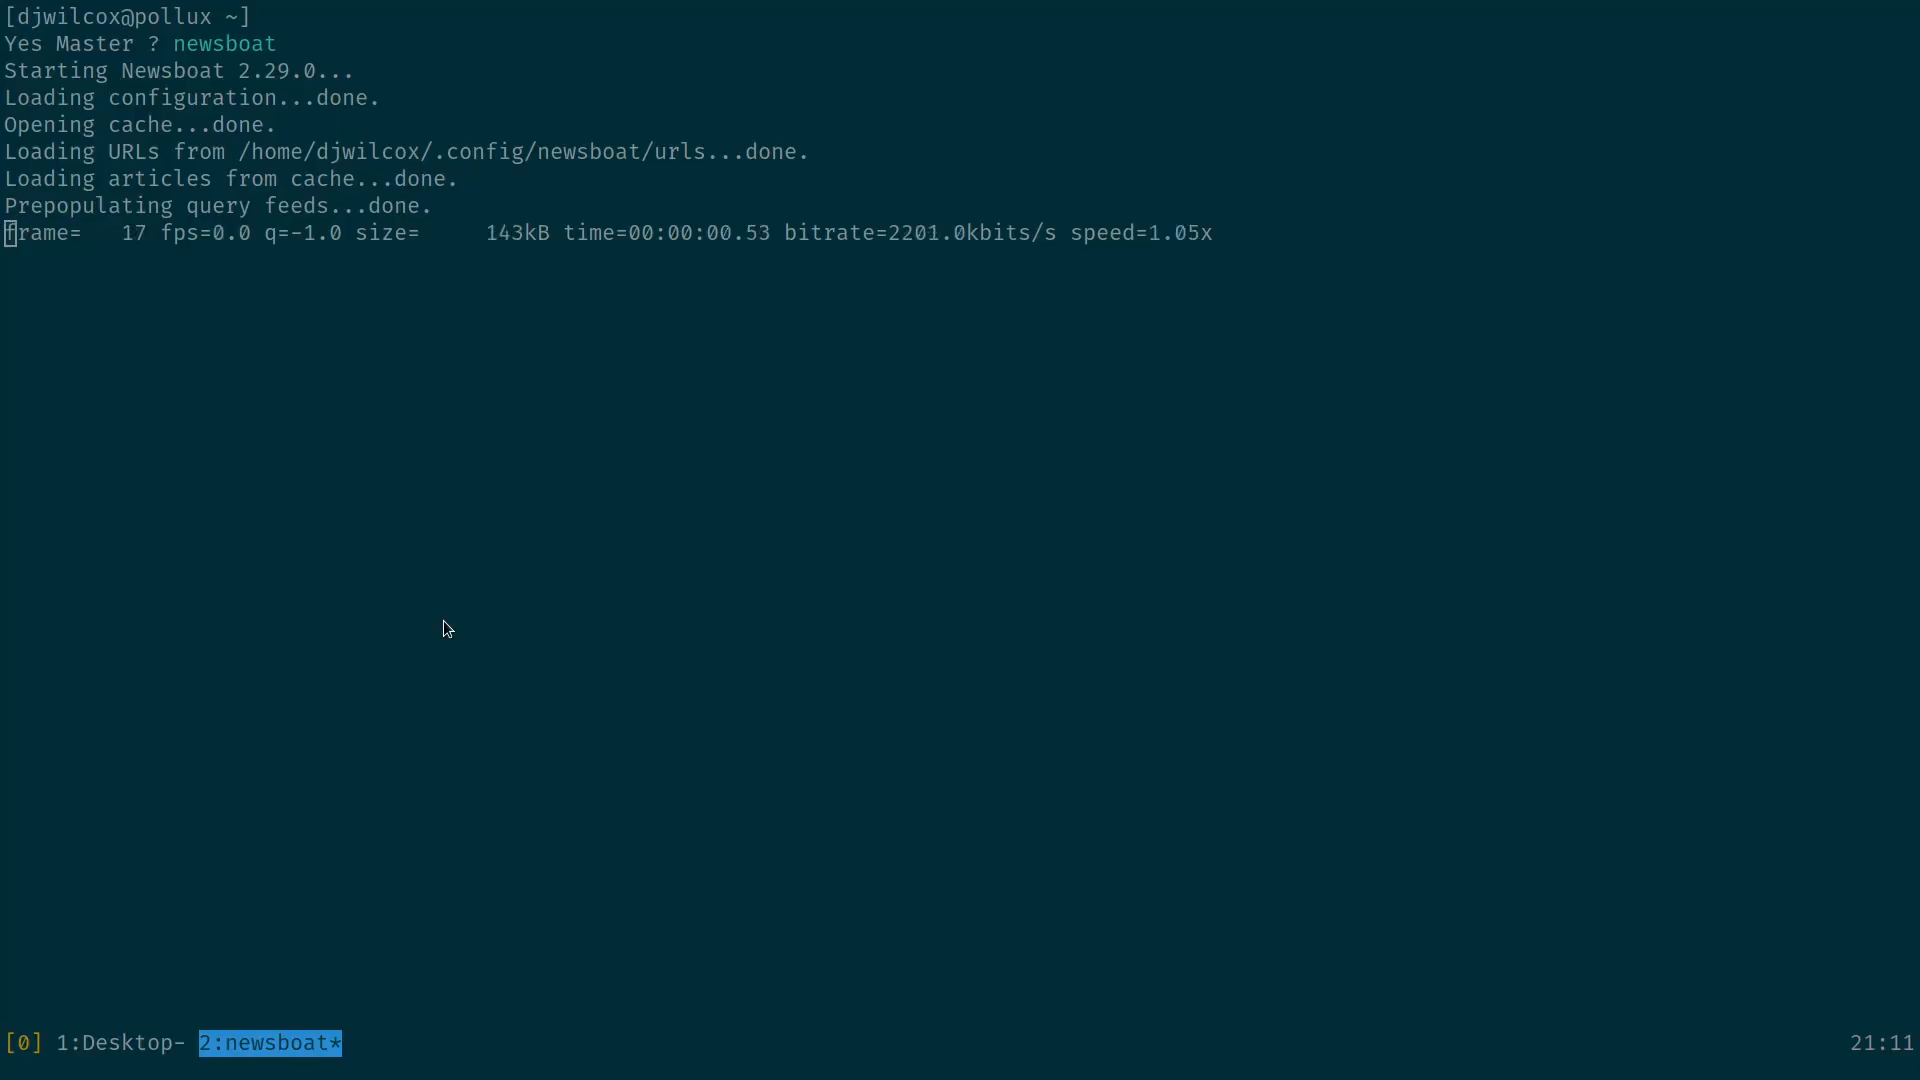 [djwilcox@pollux ~]
Yes Master ? newsboat
Starting Newsboat 2.29.0...
Loading configuration...done.
Opening cache...done.
Loading URLs from /home/djwilcox/.config/newsboat/urls...done.
Loading articles from cache...done.
Prepopulating query feeds...done.
frame=   17 fps=0.0 q=-1.0 size=     143kB time=00:00:00.53 bitrate=2201.0kbits/s speed=1.05x
[0] 1:Desktop- 2:newsboat* 21:11